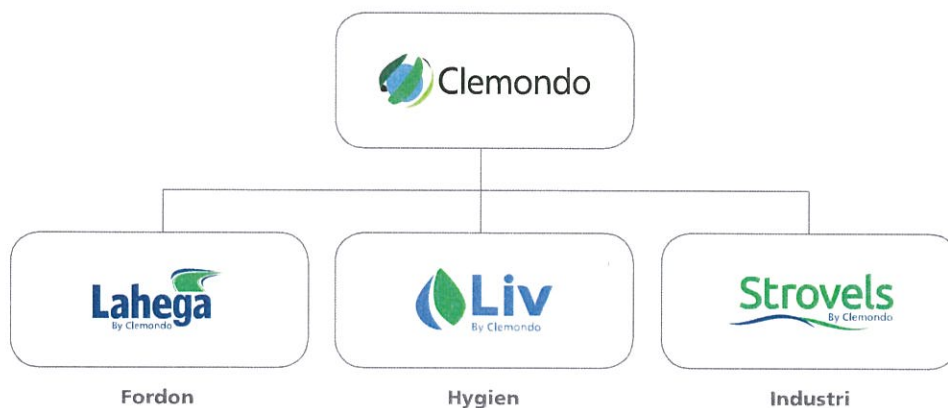 Clemondo
Lahega
By Clemondo
Liv
By Clemondo
Strovels
By Clemondo
Fordon
Hygien
Industri